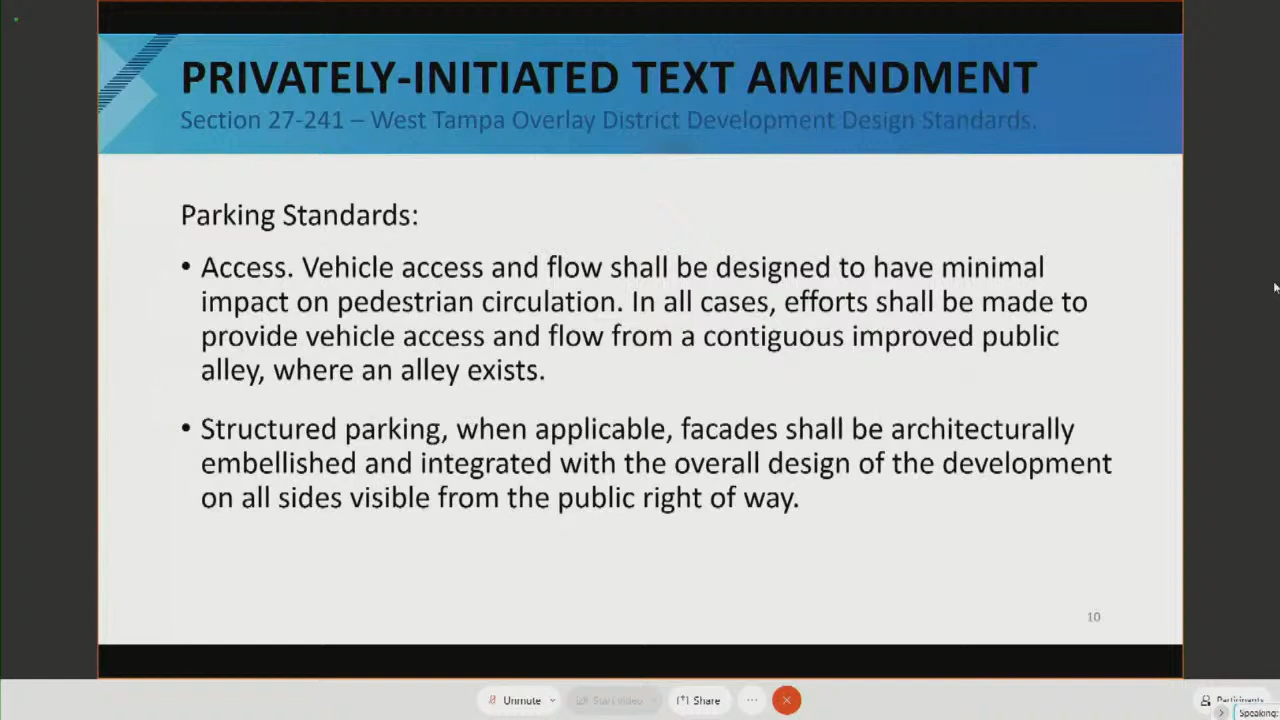 PRIVATELY-INITIATED TEXT AMENDMENT
Section 27-241 – West Tampa Overlay District Development Design Standards.
Parking Standards:
• Access. Vehicle access and flow shall be designed to have minimal
impact on pedestrian circulation. In all cases, efforts shall be made to
provide vehicle access and flow from a contiguous improved public
alley, where an alley exists.
• Structured parking, when applicable, facades shall be architecturally
embellished and integrated with the overall design of the development
on all sides visible from the public right of way.
10
Unmute
Start video
Share
Participants
Speaking: